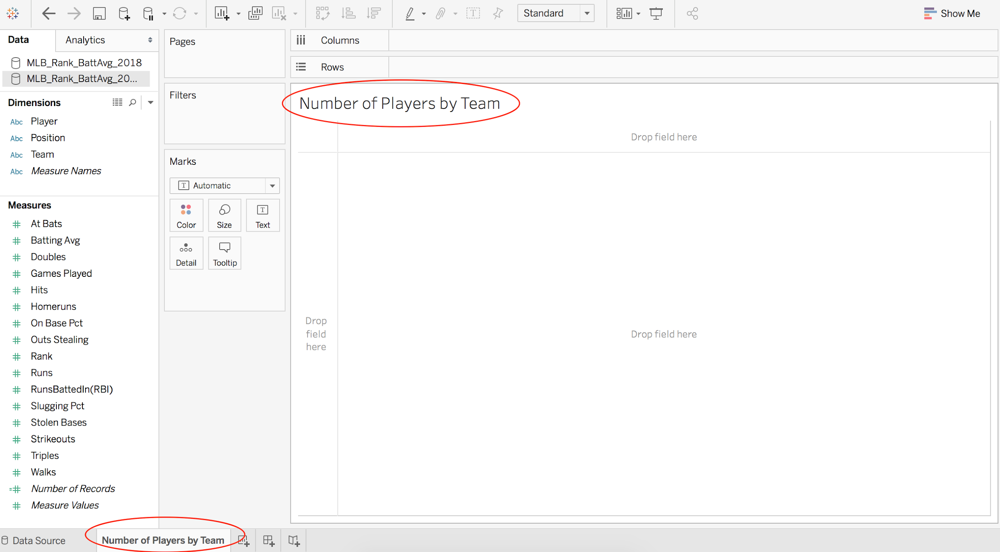 Standard
Show Me
Data
Analytics
MLB_Rank_BattAvg_2018
MLB_Rank_BattAvg_20...
Dimensions
Abc Player
Abc Position
Abc Team
Abc Measure Names
Measures
At Bats
Batting Avg
Doubles
Games Played
Hits
Homeruns
On Base Pct
Outs Stealing
Rank
Runs
RunsBattedIn(RBI)
Slugging Pct
Stolen Bases
Strikeouts
Triples
Walks
Number of Records
Measure Values
Pages
Filters
Marks
T Automatic
Color
Size
T
Text
Detail
Tooltip
Columns
Rows
Number of Players by Team
Drop field here
Drop
field
here
Drop field here
Data Source
Number of Players by Team